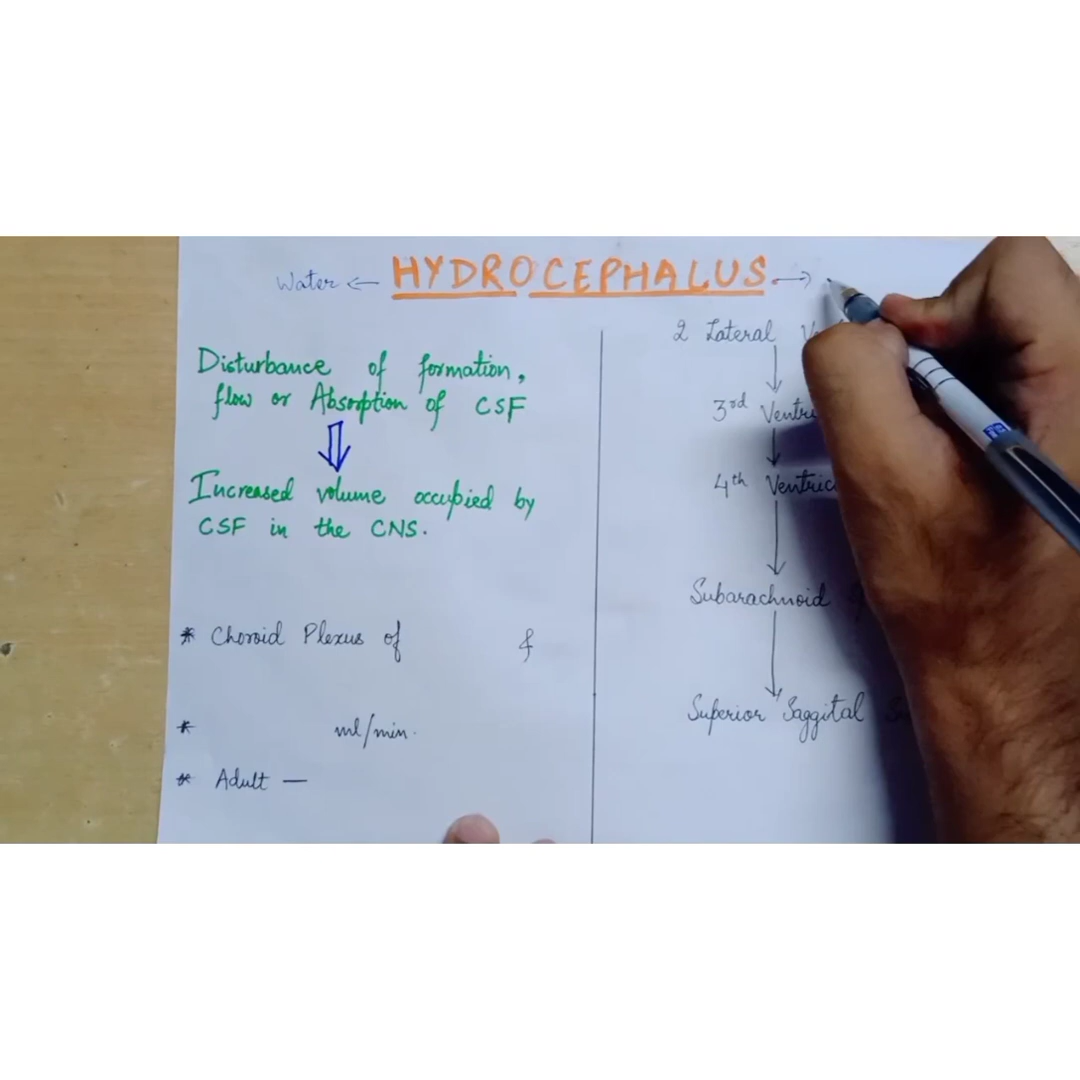 Water ← HYDROCEPHALUS →
Disturbance of formation,
flow or Absorption of CSF
Increased volume occupied by
CSF in the CNS.
* Choroid Plexus of &
* ml/min.
* Adult —
2 Lateral
3rd
4th
Subarachnoid
Superior Saggital